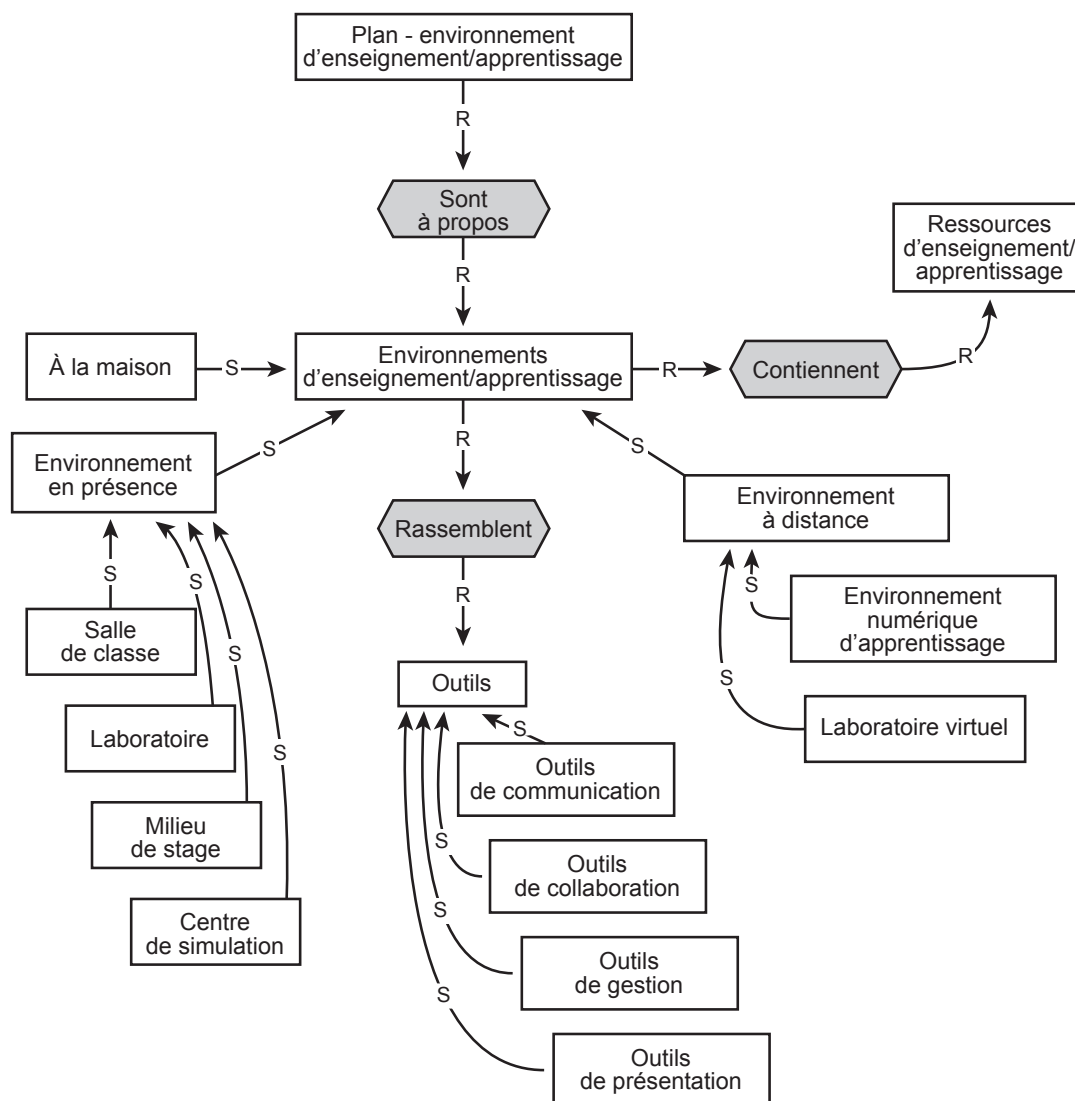 Plan - environnement
d’enseignement/apprentissage
R
Sont
à propos
R
Ressources
d’enseignement/
apprentissage
À la maison
S
Environnements
d’enseignement/apprentissage
R
Contiennent
R
R
S
S
Environnement
en présence
Rassemblent
Environnement
à distance
S
S
S
R
S
Environnement
numérique
d’apprentissage
Salle
de classe
S
S
Outils
Laboratoire
S
S
Laboratoire virtuel
Outils
de communication
Milieu
de stage
S
Outils
de collaboration
Centre
de simulation
S
Outils
de gestion
S
Outils
de présentation